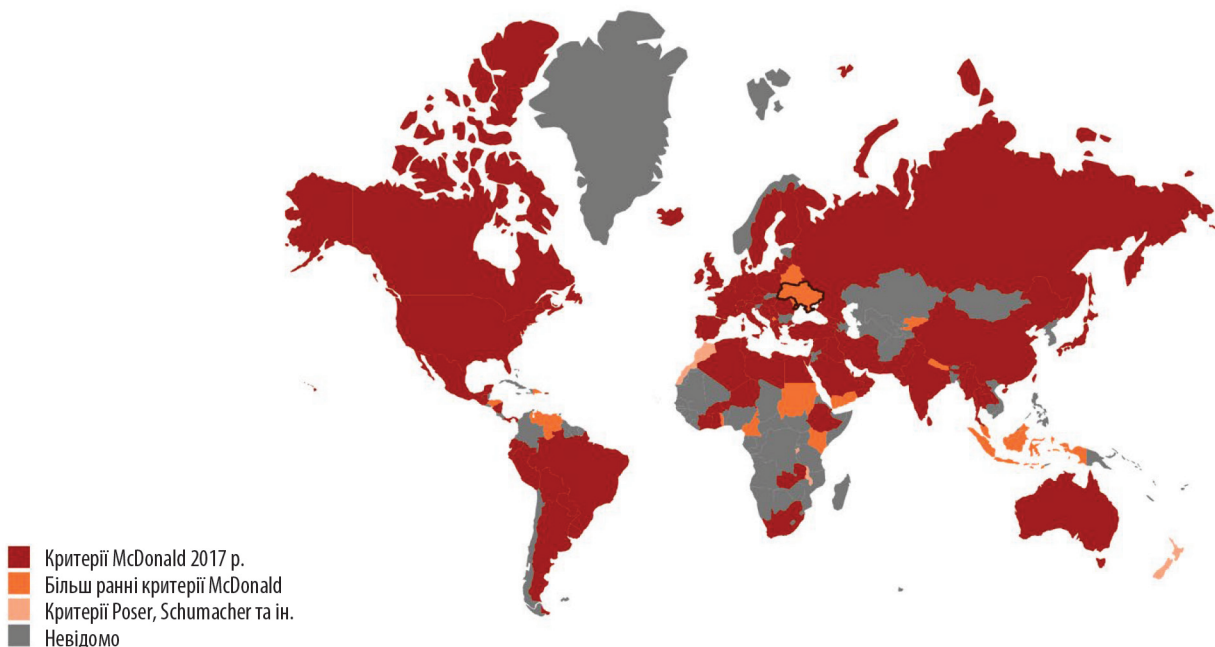 Критерії McDonald 2017 р.
Більш ранні критерії McDonald
Критерії Poser, Schumacher та ін.
Невідомо